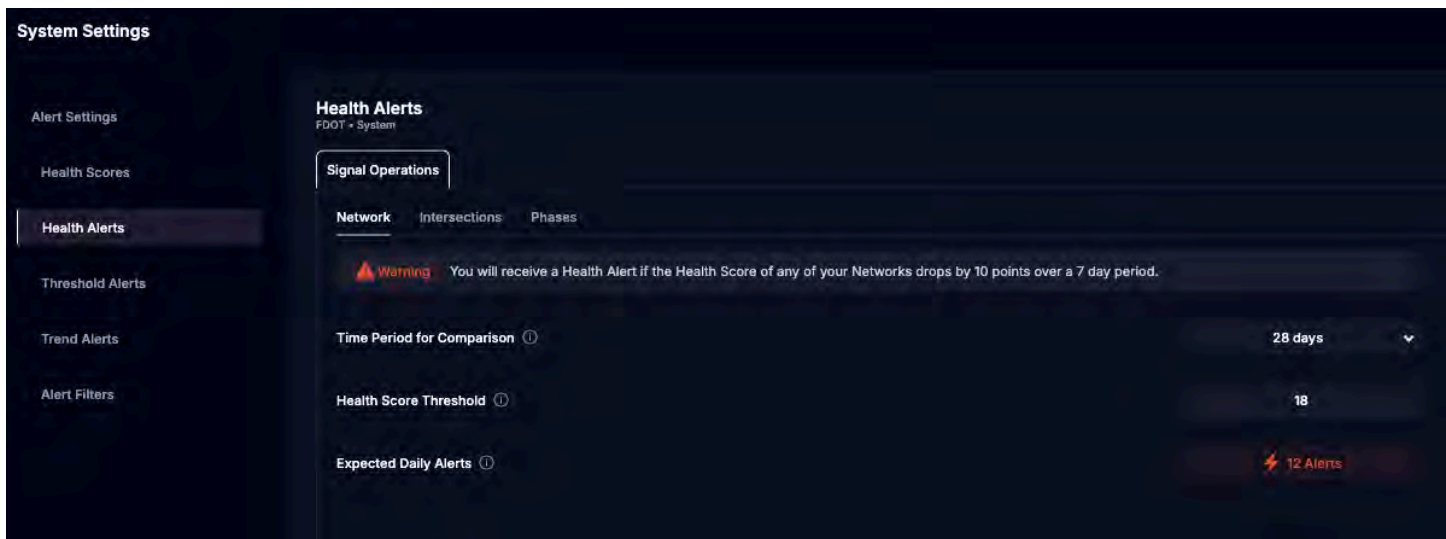 System Settings
Alert Settings
Health Scores
Health Alerts
Threshold Alerts
Trend Alerts
Alert Filters
Health Alerts
FDOT • System
Signal Operations
Network Intersections Phases
Warning You will receive a Health Alert if the Health Score of any of your Networks drops by 10 points over a 7 day period.
Time Period for Comparison 28 days
Health Score Threshold 18
Expected Daily Alerts 12 Alerts